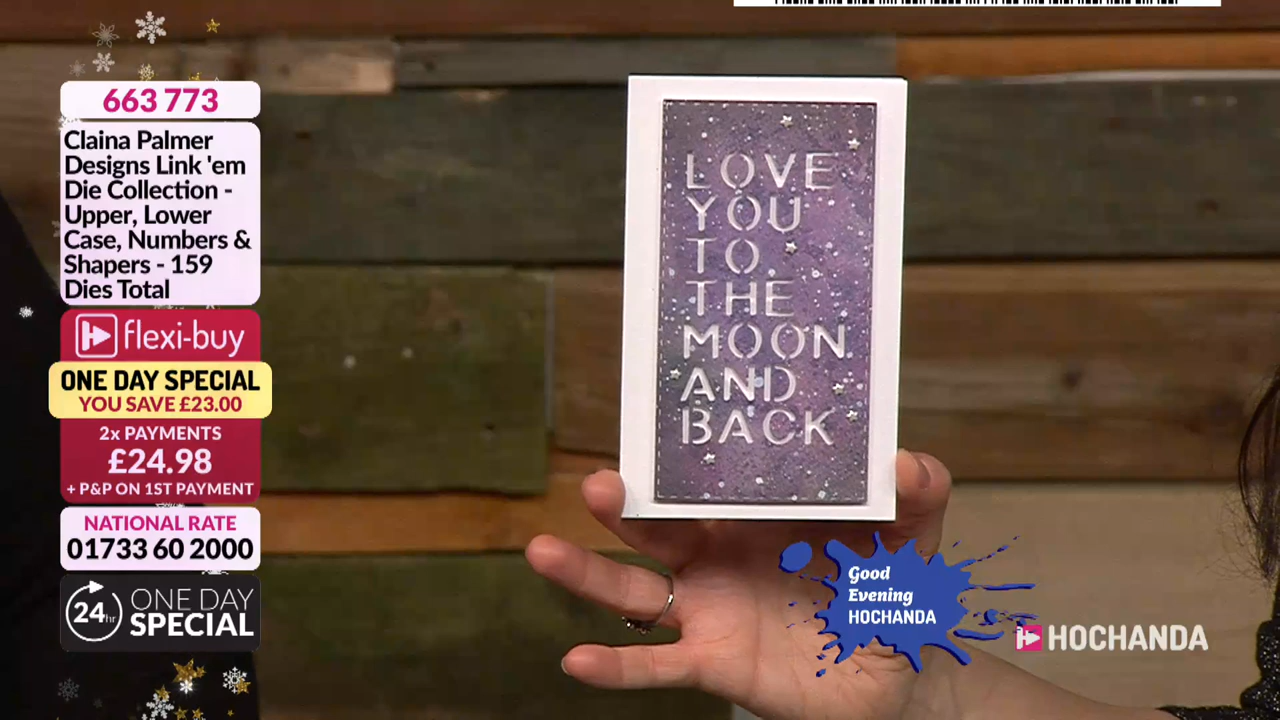 663 773
Claina Palmer
Designs Link 'em
Die Collection -
Upper, Lower
Case, Numbers &
Shapers - 159
Dies Total
flexi-buy
ONE DAY SPECIAL
YOU SAVE £23.00
2x PAYMENTS
£24.98
+ P&P ON 1ST PAYMENT
NATIONAL RATE
01733 60 2000
24hr
ONE DAY
SPECIAL
LOVE
YOU
TO
THE
MOON
AND
BACK
Good
Evening
HOCHANDA
HOCHANDA